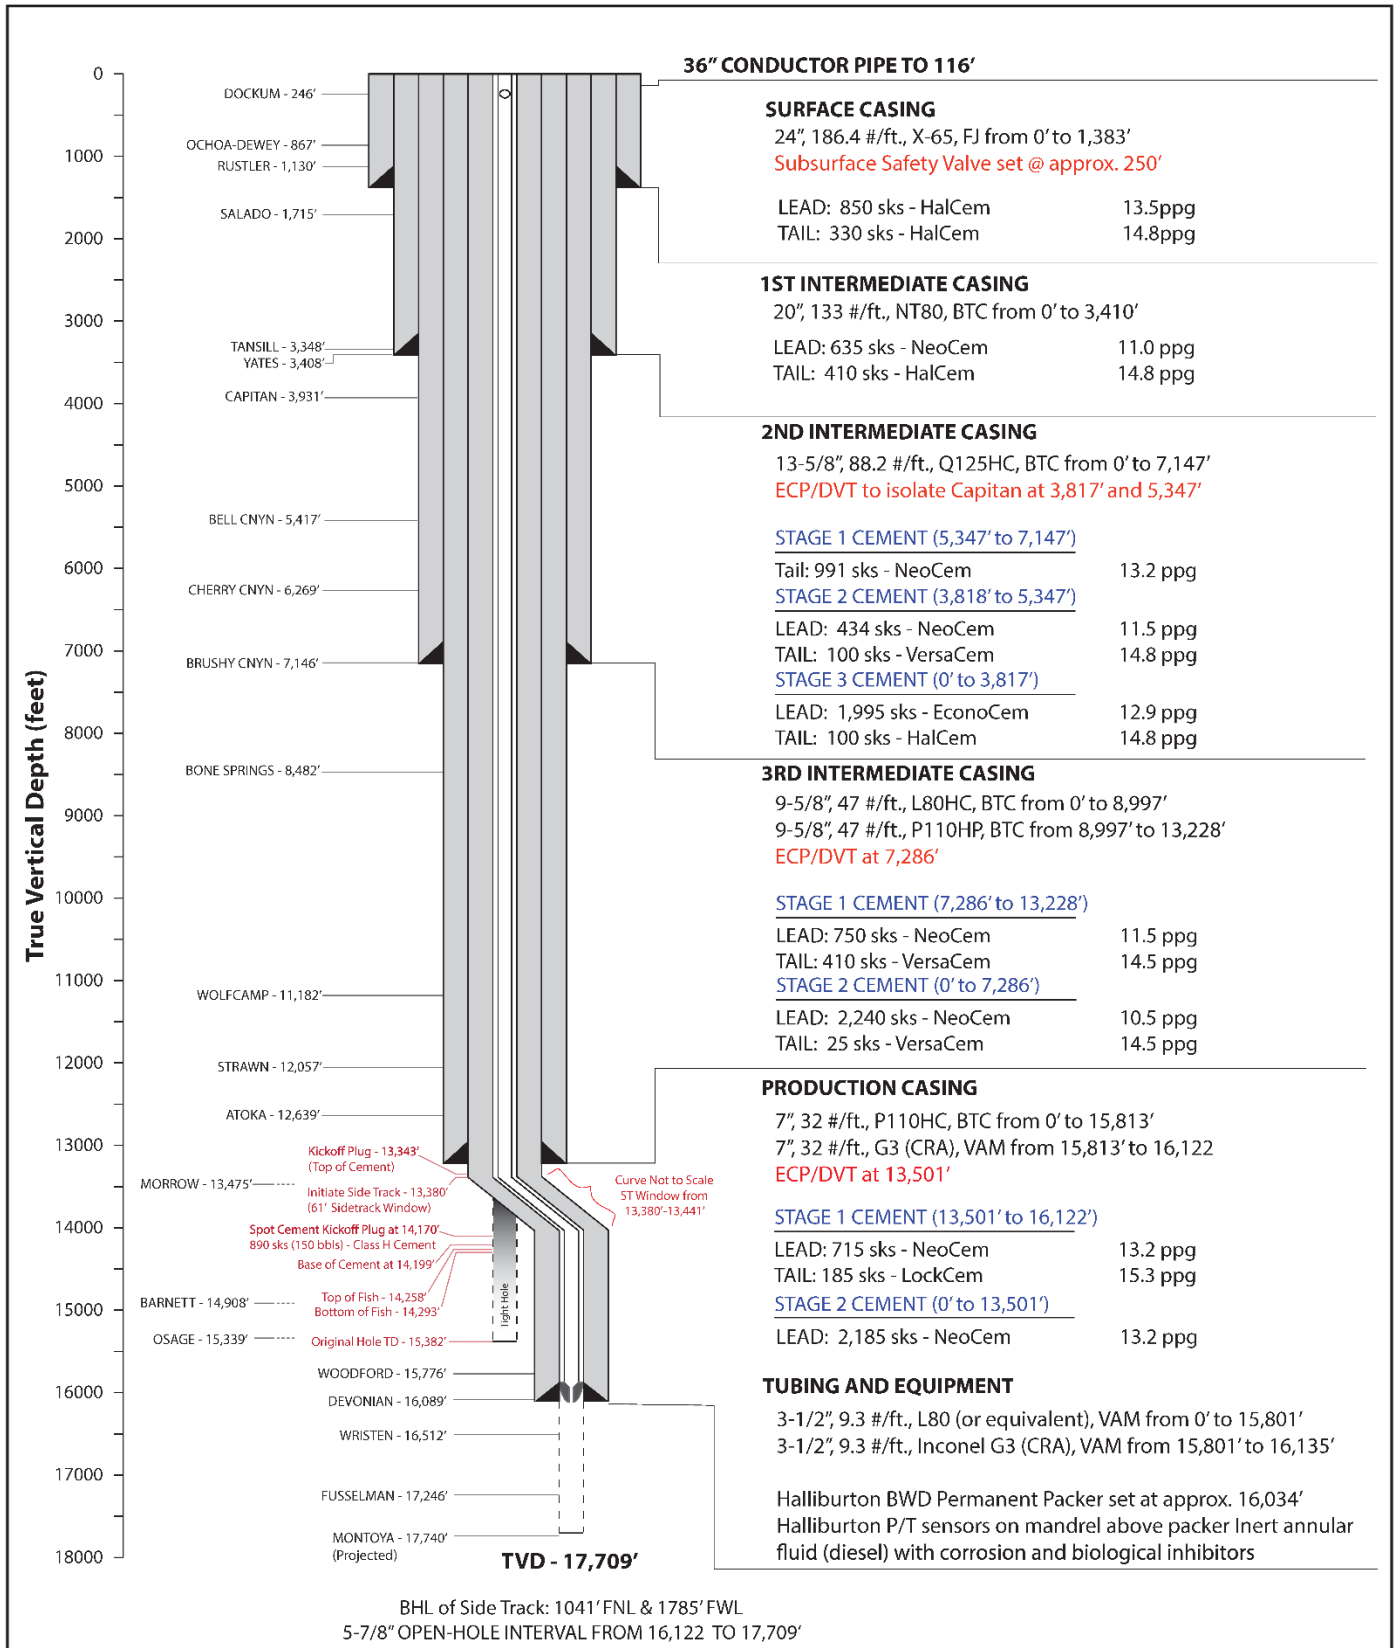 36" CONDUCTOR PIPE TO 116'
SURFACE CASING
24", 186.4 #/ft., X-65, FJ from 0' to 1,383'
Subsurface Safety Valve set @ approx. 250'
LEAD: 850 sks - HalCem 13.5ppg
TAIL: 330 sks - HalCem 14.8ppg
1ST INTERMEDIATE CASING
20", 133 #/ft., NT80, BTC from 0' to 3,410'
LEAD: 635 sks - NeoCem 11.0 ppg
TAIL: 410 sks - HalCem 14.8 ppg
2ND INTERMEDIATE CASING
13-5/8", 88.2 #/ft., Q125HC, BTC from 0' to 7,147'
ECP/DVT to isolate Capitan at 3,817' and 5,347'
STAGE 1 CEMENT (5,347' to 7,147')
Tail: 991 sks - NeoCem 13.2 ppg
STAGE 2 CEMENT (3,818' to 5,347')
LEAD: 434 sks - NeoCem 11.5 ppg
TAIL: 100 sks - VersaCem 14.8 ppg
STAGE 3 CEMENT (0' to 3,817')
LEAD: 1,995 sks - EconoCem 12.9 ppg
TAIL: 100 sks - HalCem 14.8 ppg
3RD INTERMEDIATE CASING
9-5/8", 47 #/ft., L80HC, BTC from 0' to 8,997'
9-5/8", 47 #/ft., P110HP, BTC from 8,997' to 13,228'
ECP/DVT at 7,286'
STAGE 1 CEMENT (7,286' to 13,228')
LEAD: 750 sks - NeoCem 11.5 ppg
TAIL: 410 sks - VersaCem 14.5 ppg
STAGE 2 CEMENT (0' to 7,286')
LEAD: 2,240 sks - NeoCem 10.5 ppg
TAIL: 25 sks - VersaCem 14.5 ppg
PRODUCTION CASING
7", 32 #/ft., P110HC, BTC from 0' to 15,813'
7", 32 #/ft., G3 (CRA), VAM from 15,813' to 16,122
ECP/DVT at 13,501'
STAGE 1 CEMENT (13,501' to 16,122')
LEAD: 715 sks - NeoCem 13.2 ppg
TAIL: 185 sks - LockCem 15.3 ppg
STAGE 2 CEMENT (0' to 13,501')
LEAD: 2,185 sks - NeoCem 13.2 ppg
TUBING AND EQUIPMENT
3-1/2", 9.3 #/ft., L80 (or equivalent), VAM from 0' to 15,801'
3-1/2", 9.3 #/ft., Inconel G3 (CRA), VAM from 15,801' to 16,135'
Halliburton BWD Permanent Packer set at approx. 16,034'
Halliburton P/T sensors on mandrel above packer Inert annular
fluid (diesel) with corrosion and biological inhibitors
True Vertical Depth (feet)
0
1000
2000
3000
4000
5000
6000
7000
8000
9000
10000
11000
12000
13000
14000
15000
16000
17000
18000
DOCKUM - 246'
OCHOA-DEWEY - 867'
RUSTLER - 1,130'
SALADO - 1,715'
TANSILL - 3,348'
YATES - 3,408'
CAPITAN - 3,931'
BELL CNYN - 5,417'
CHERRY CNYN - 6,269'
BRUSHY CNYN - 7,146'
BONE SPRINGS - 8,482'
WOLFCAMP - 11,182'
STRAWN - 12,057'
ATOKA - 12,639'
Kickoff Plug - 13,343'
(Top of Cement)
MORROW - 13,475'
Initiate Side Track - 13,380'
(61' Sidetrack Window)
Curve Not to Scale
ST Window from
13,380'-13,441'
Spot Cement Kickoff Plug at 14,170'
890 sks (150 bbls) - Class H Cement
Base of Cement at 14,199'
Top of Fish - 14,258'
Bottom of Fish - 14,293'
BARNETT - 14,908'
OSAGE - 15,339'
Original Hole TD - 15,382'
Tight Hole
WOODFORD - 15,776'
DEVONIAN - 16,089'
WRISTEN - 16,512'
FUSSELMAN - 17,246'
MONTOYA - 17,740'
(Projected)
TVD - 17,709'
BHL of Side Track: 1041' FNL & 1785' FWL
5-7/8" OPEN-HOLE INTERVAL FROM 16,122 TO 17,709'